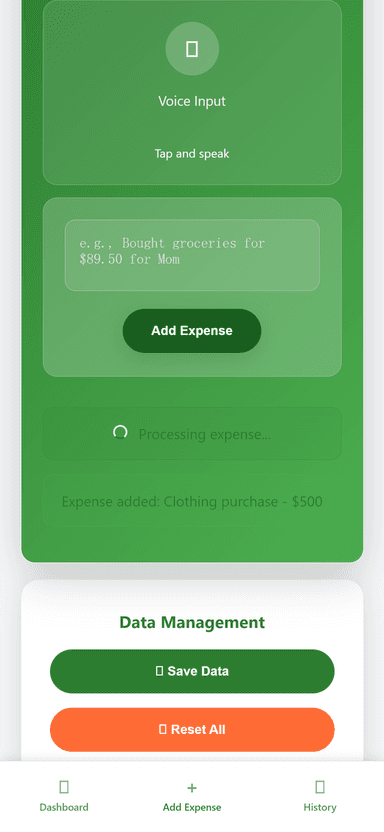 Voice Input
Tap and speak
e.g., Bought groceries for
$89.50 for Mom
Add Expense
Processing expense...
Expense added: Clothing purchase - $500
Data Management
Save Data
Reset All
Dashboard
+
Add Expense
History